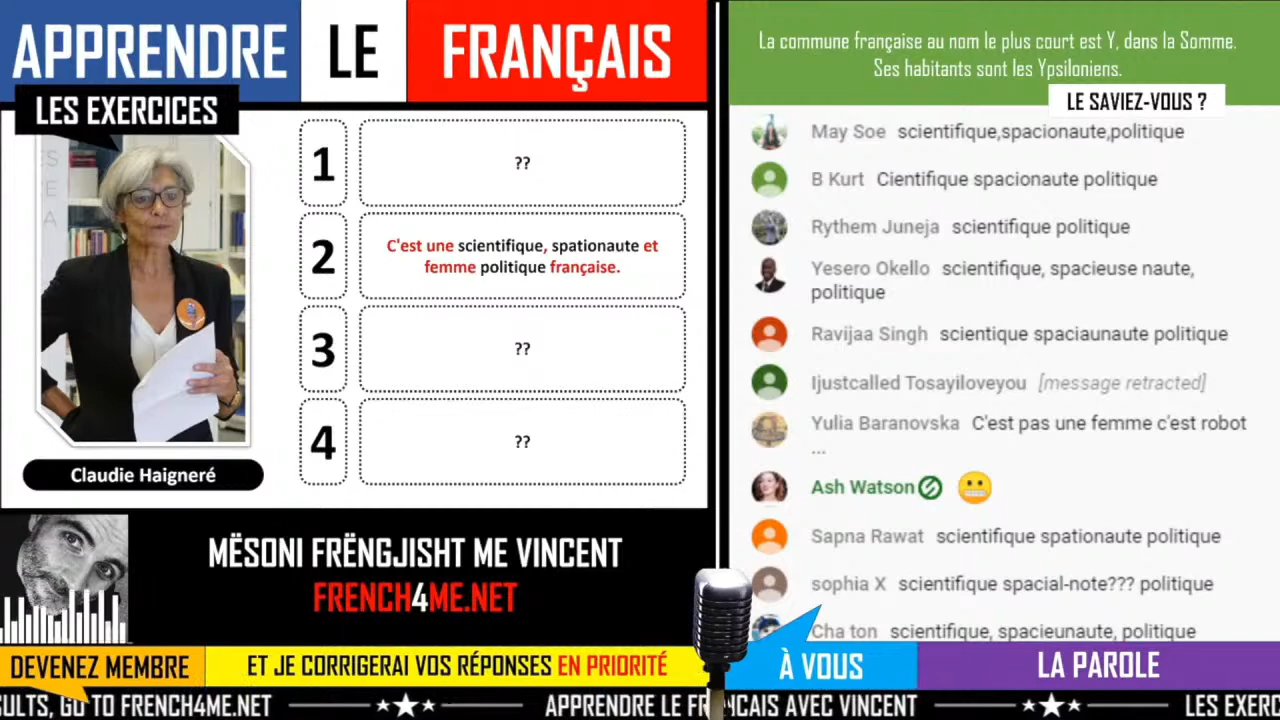 APPRENDRE LE FRANÇAIS
LES EXERCICES
1
??
2
C'est une scientifique, spationaute et
femme politique française.
3
??
4
??
Claudie Haigneré
MËSONI FRËNGJISHT ME VINCENT
FRENCH4ME.NET
DEVENEZ MEMBRE
ET JE CORRIGERAI VOS RÉPONSES EN PRIORITÉ
La commune française au nom le plus court est Y, dans la Somme.
Ses habitants sont les Ypsiloniens.
LE SAVIEZ-VOUS ?
May Soe scientifique,spacionaute,politique
B Kurt Cientifique spacionaute politique
Rythem Juneja scientifique politique
Yesero Okello scientifique, spacieuse naute,
politique
Ravijaa Singh scientique spaciaunaute politique
Ijustcalled Tosayiloveyou [message retracted]
Yulia Baranovska C'est pas une femme c'est robot
...
Ash Watson
Sapna Rawat scientifique spationaute politique
sophia X scientifique spacial-note??? politique
Cha ton scientifique, spacieunaute, politique
À VOUS
LA PAROLE
SULTS, GO TO FRENCH4ME.NET APPRENDRE LE FR NÇAIS AVEC VINCENT LES EXERC